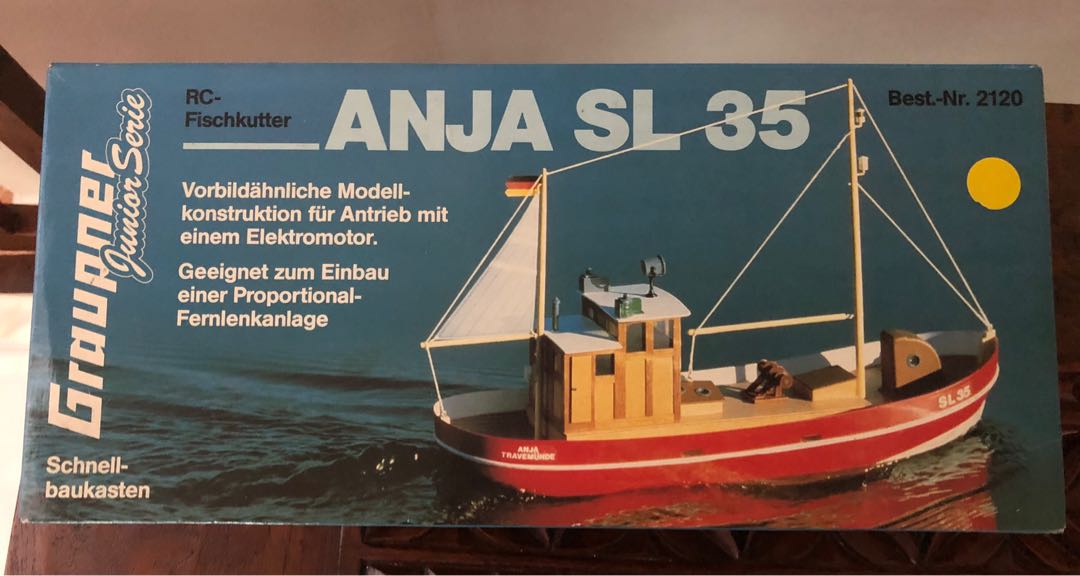 Graupner
Junior Serie
RC-
Fischkutter
ANJA SL 35
Best.-Nr. 2120
Vorbildähnliche Modell-
konstruktion für Antrieb mit
einem Elektromotor.
Geeignet zum Einbau
einer Proportional-
Fernlenkanlage
Schnell-
baukasten
ANJA
TRAVEMÜNDE
SL 35